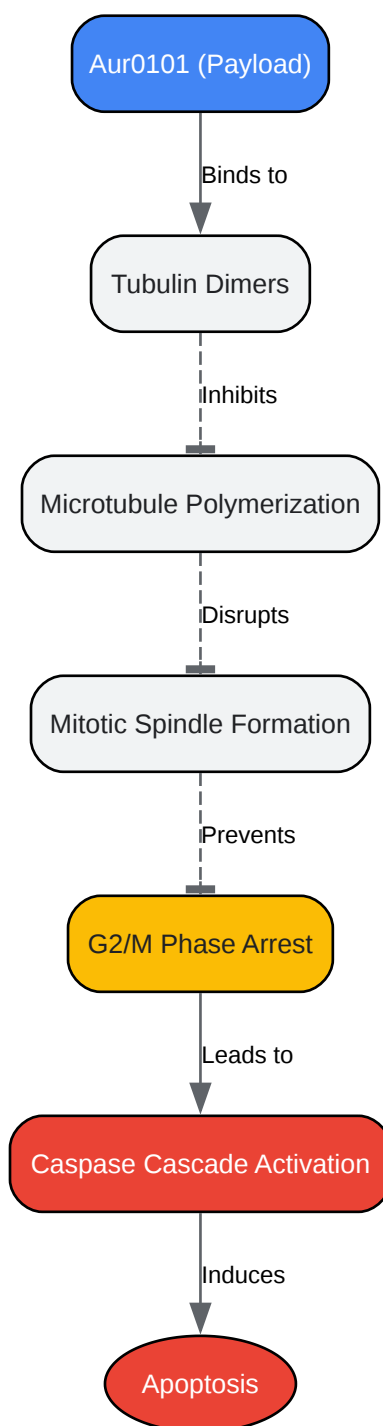 Aur0101 (Payload)
Binds to
Tubulin Dimers
Inhibits
Microtubule Polymerization
Disrupts
Mitotic Spindle Formation
Prevents
G2/M Phase Arrest
Leads to
Caspase Cascade Activation
Induces
Apoptosis